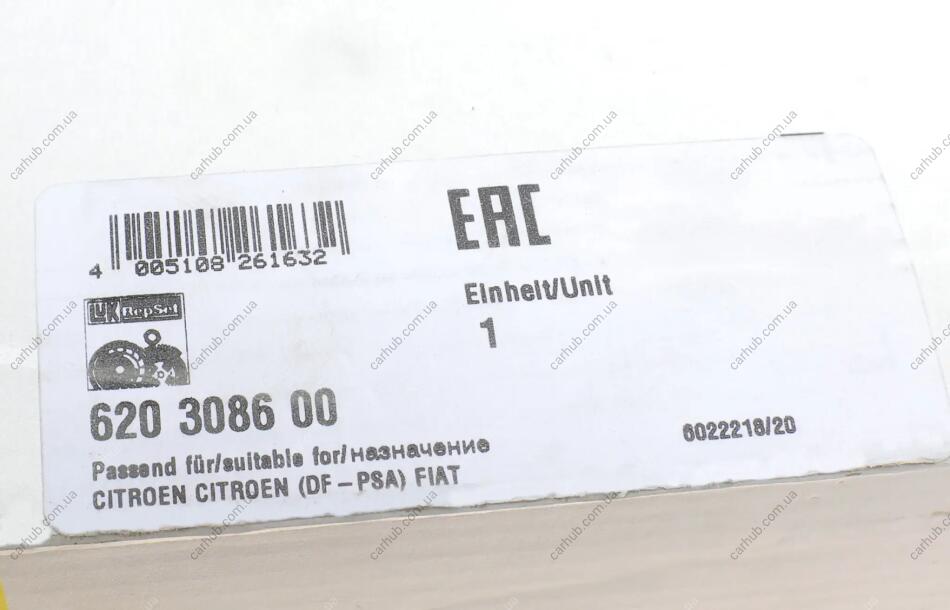 EAC
4 005108 261632
Einheit/Unit
LUK RepSet
1
620 3086 00
6022218/20
Passend für/suitable for/назначение
CITROEN CITROEN (DF – PSA) FIAT
carhub.com.ua